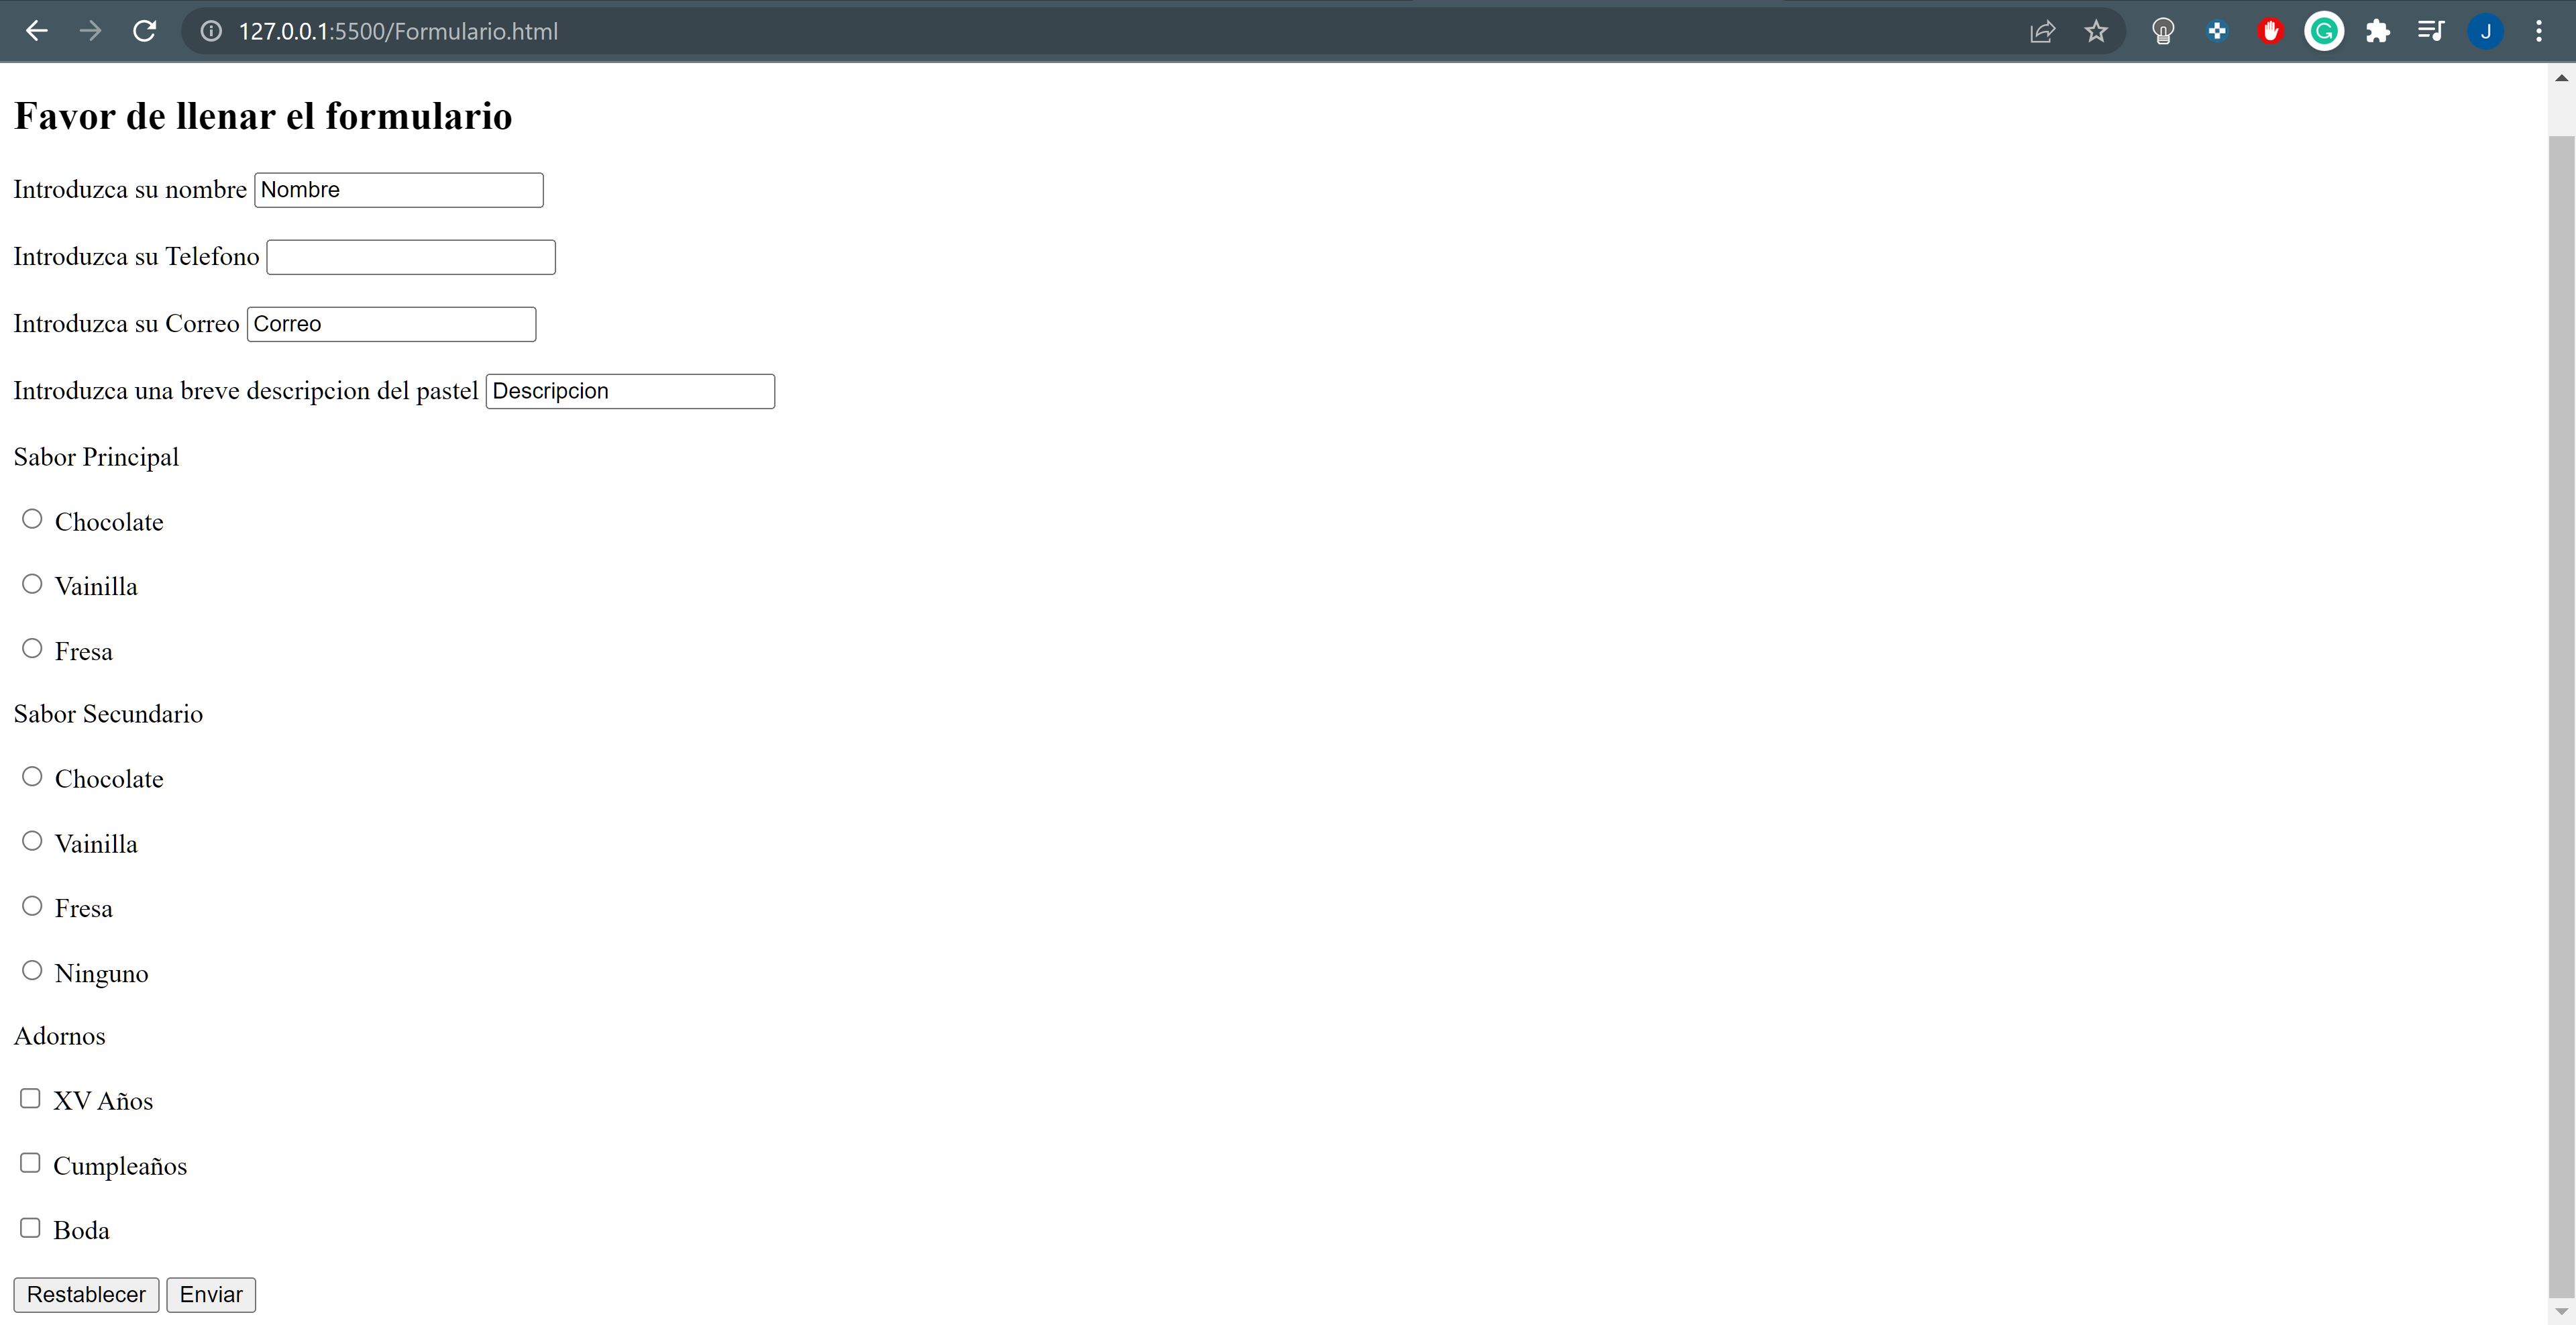 127.0.0.1:5500/Formulario.html
J
Favor de llenar el formulario
Introduzca su nombre Nombre
Introduzca su Telefono
Introduzca su Correo Correo
Introduzca una breve descripcion del pastel Descripcion
Sabor Principal
Chocolate
Vainilla
Fresa
Sabor Secundario
Chocolate
Vainilla
Fresa
Ninguno
Adornos
XV Años
Cumpleaños
Boda
Restablecer Enviar